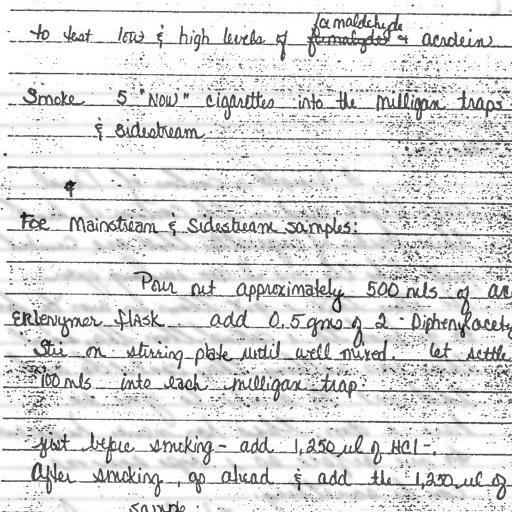 to test low & high levels of formaldehyde & acrolein
Smoke 5 "NOW" cigarettes into the milligan traps
& sidestream
&
For Mainstream & Sidestream samples:
Pour out approximately 500 mls of
Erlenymer flask. add 0.5 gms of 2 Diphenylacety
Stir on stirring plate until well mixed. let settle
100 mls into each milligan trap.
Just before smoking - add 1,250 ul of HCl -.
After smoking, go ahead & add the 1,250 ul of
sample.